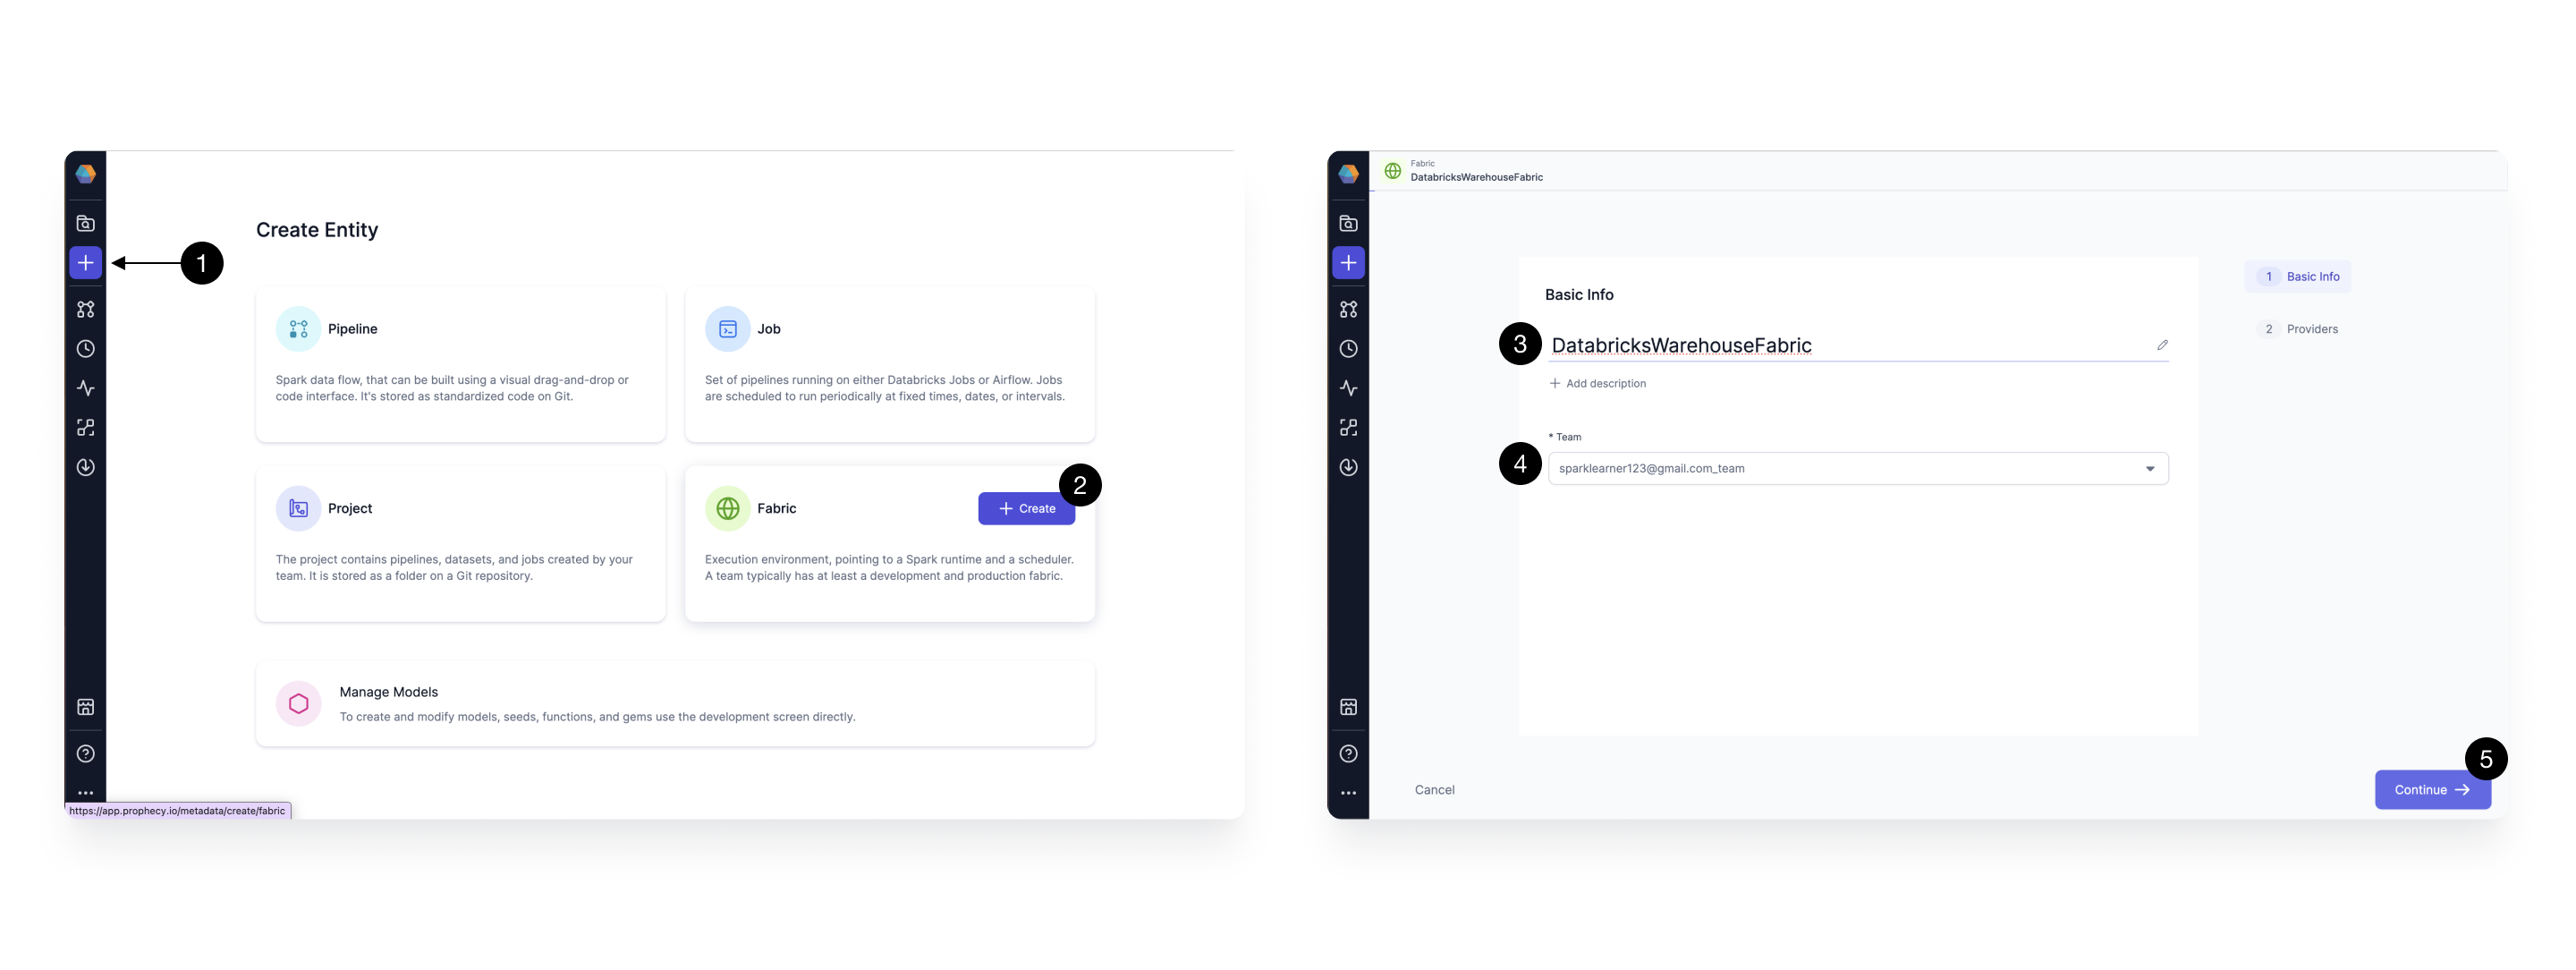 Create Entity
1
Pipeline
Spark data flow, that can be built using a visual drag-and-drop or
code interface. It's stored as standardized code on Git.
Job
Set of pipelines running on either Databricks Jobs or Airflow. Jobs
are scheduled to run periodically at fixed times, dates, or intervals.
Project
The project contains pipelines, datasets, and jobs created by your
team. It is stored as a folder on a Git repository.
Fabric
Create
2
Execution environment, pointing to a Spark runtime and a scheduler.
A team typically has at least a development and production fabric.
Manage Models
To create and modify models, seeds, functions, and gems use the development screen directly.
https://app.prophecy.io/metadata/create/fabric
Fabric
DatabricksWarehouseFabric
Basic Info
3
DatabricksWarehouseFabric
Add description
* Team
4
sparklearner123@gmail.com_team
1 Basic Info
2 Providers
Cancel
Continue
5